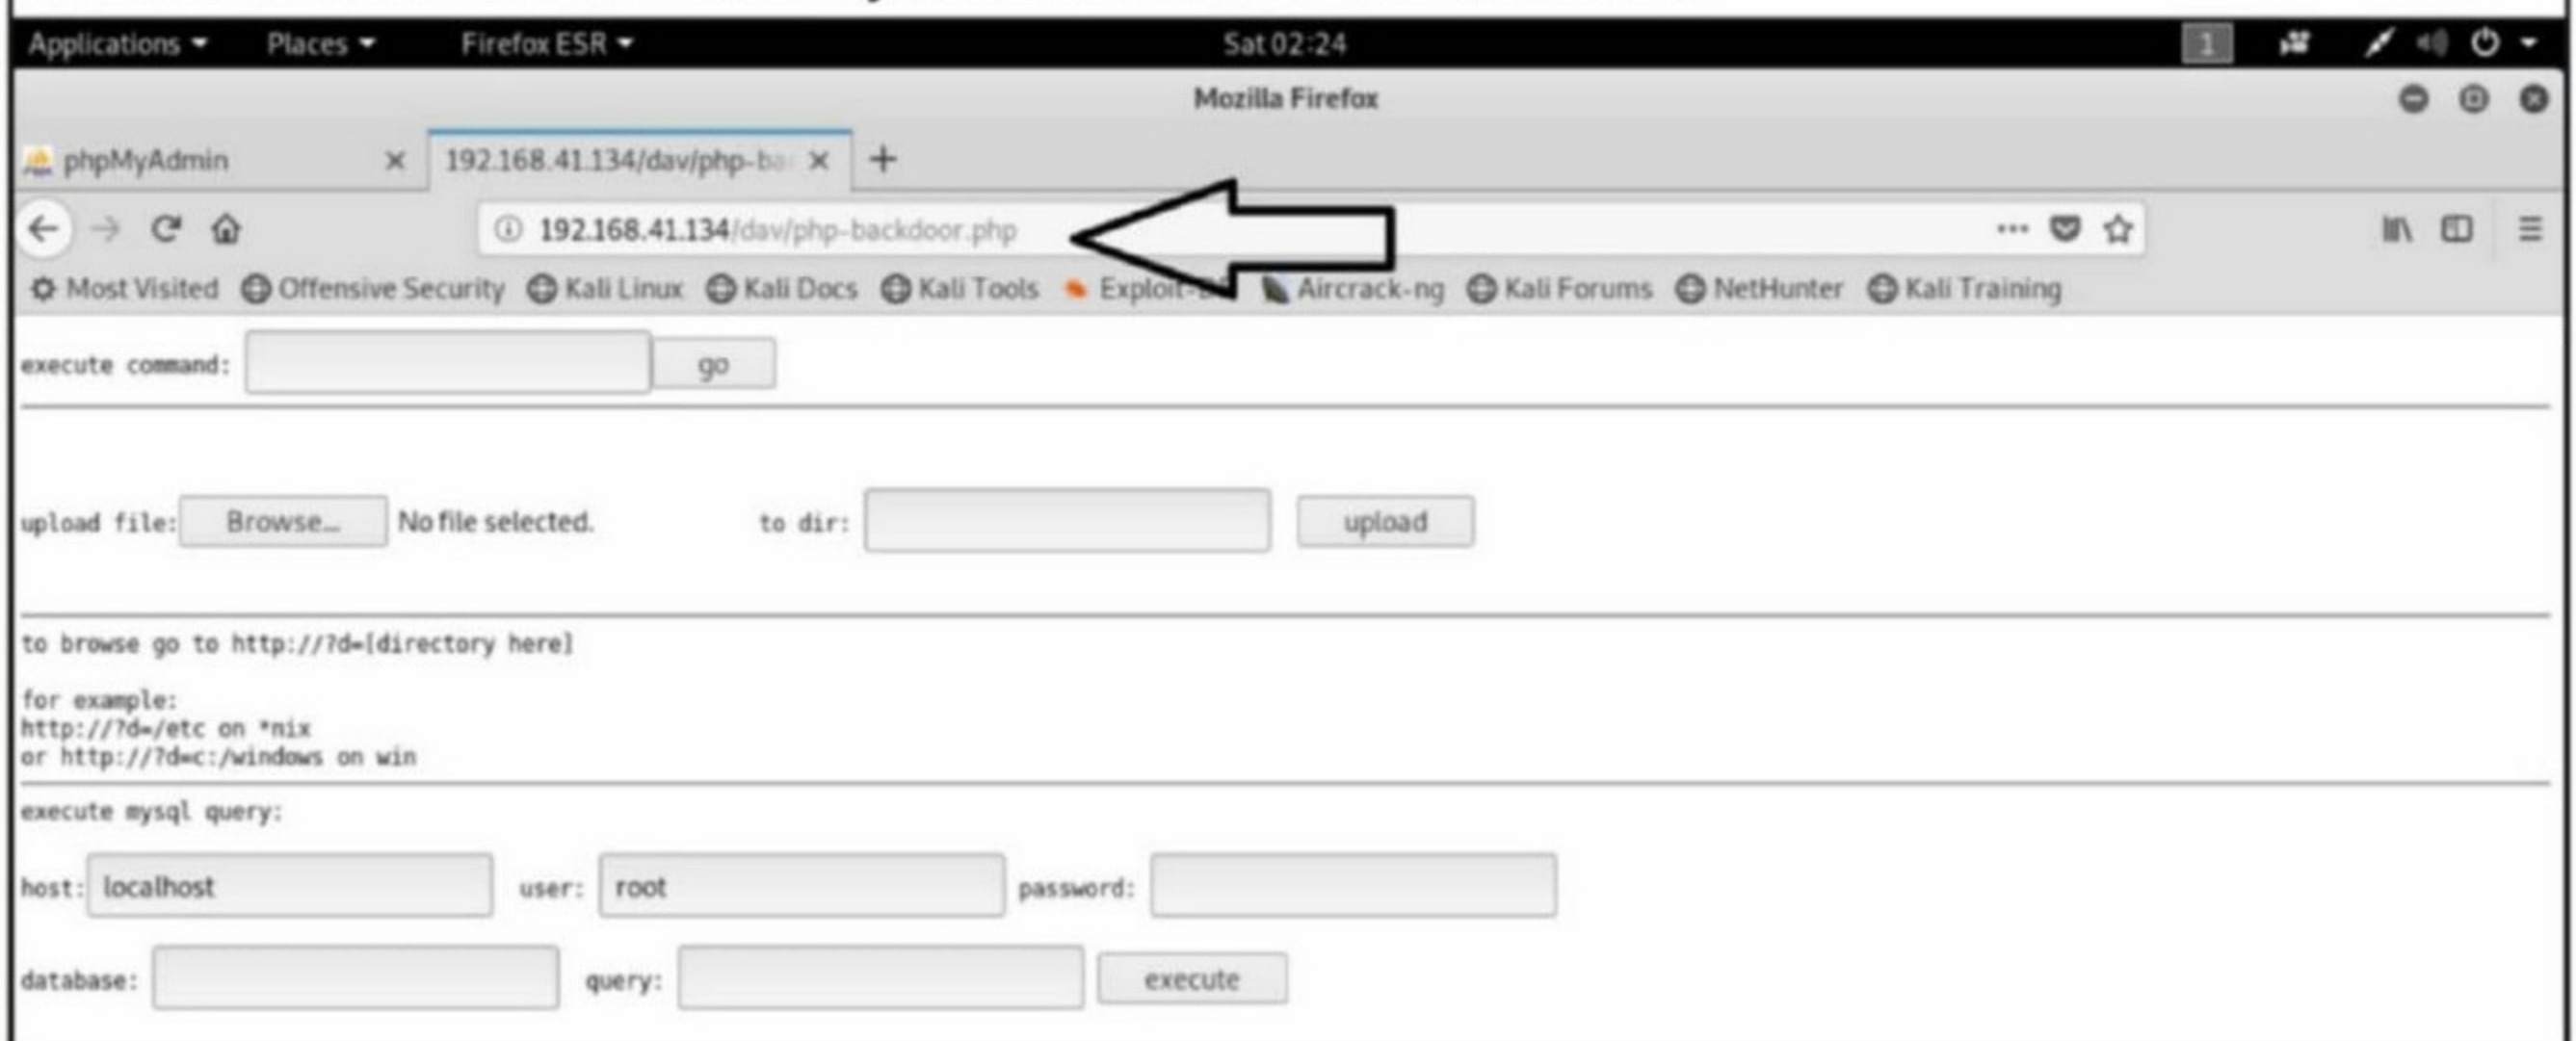 Applications Places Firefox ESR Sat 02:24 1
Mozilla Firefox
phpMyAdmin 192.168.41.134/dav/php-ba
192.168.41.134/dav/php-backdoor.php
Most Visited Offensive Security Kali Linux Kali Docs Kali Tools Aircrack-ng Kali Forums NetHunter Kali Training
execute command: go
upload file: Browse... No file selected. to dir: upload
to browse go to http://?d=[directory here]
for example:
http://?d=/etc on *nix
or http://?d=c:/windows on win
execute mysql query:
host: localhost user: root password:
database: query: execute